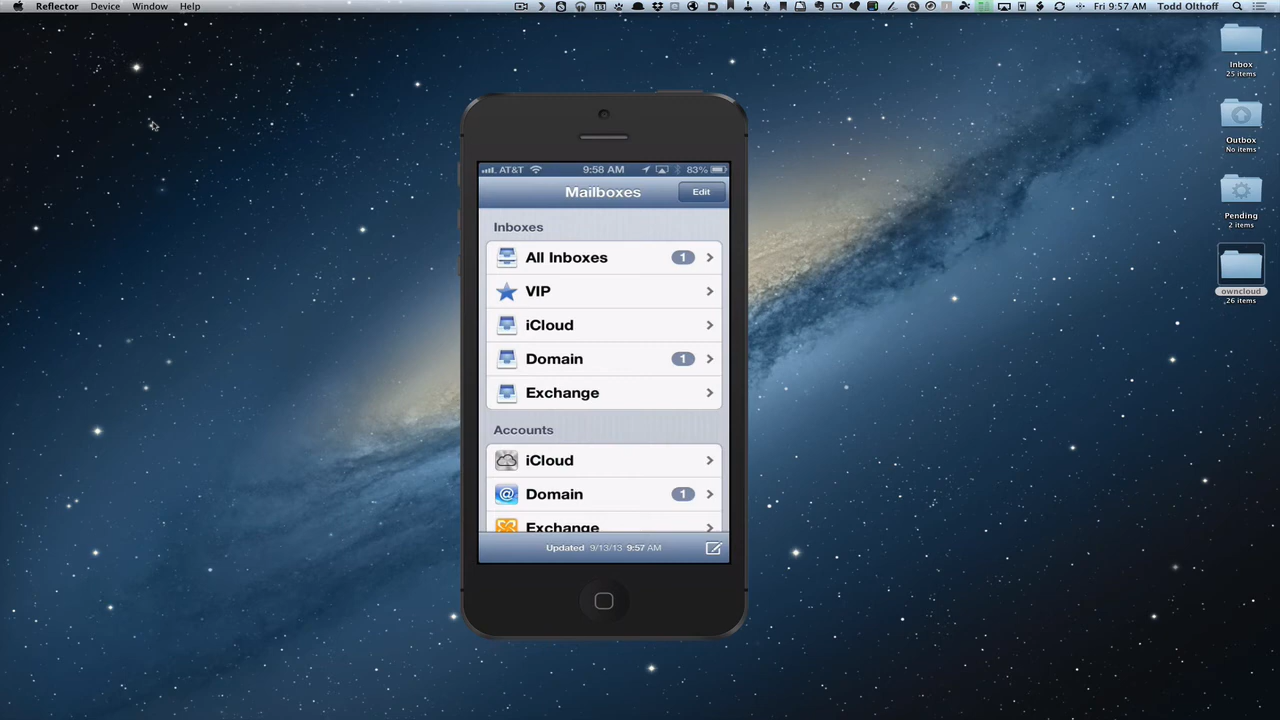 Reflector Device Window Help Fri 9:57 AM Todd Olthoff
Inbox
25 items
Outbox
No items
Pending
2 items
owncloud
26 items
AT&T 9:58 AM 83%
Mailboxes Edit
Inboxes
All Inboxes 1
VIP
iCloud
Domain 1
Exchange
Accounts
iCloud
Domain 1
Exchange
Updated 9/13/13 9:57 AM